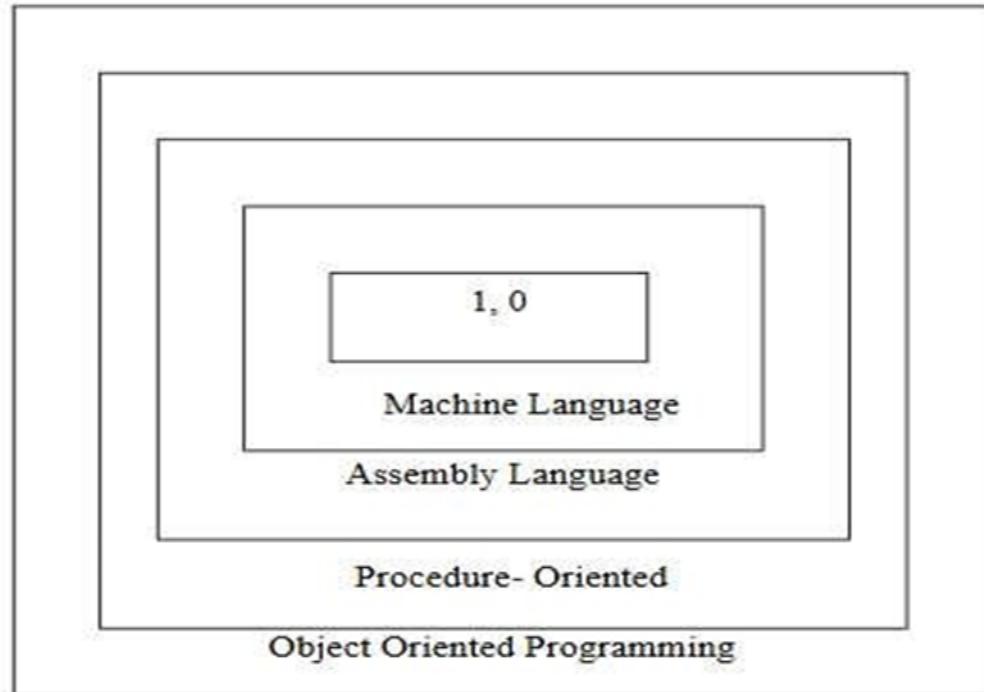 1, 0
Machine Language
Assembly Language
Procedure- Oriented
Object Oriented Programming